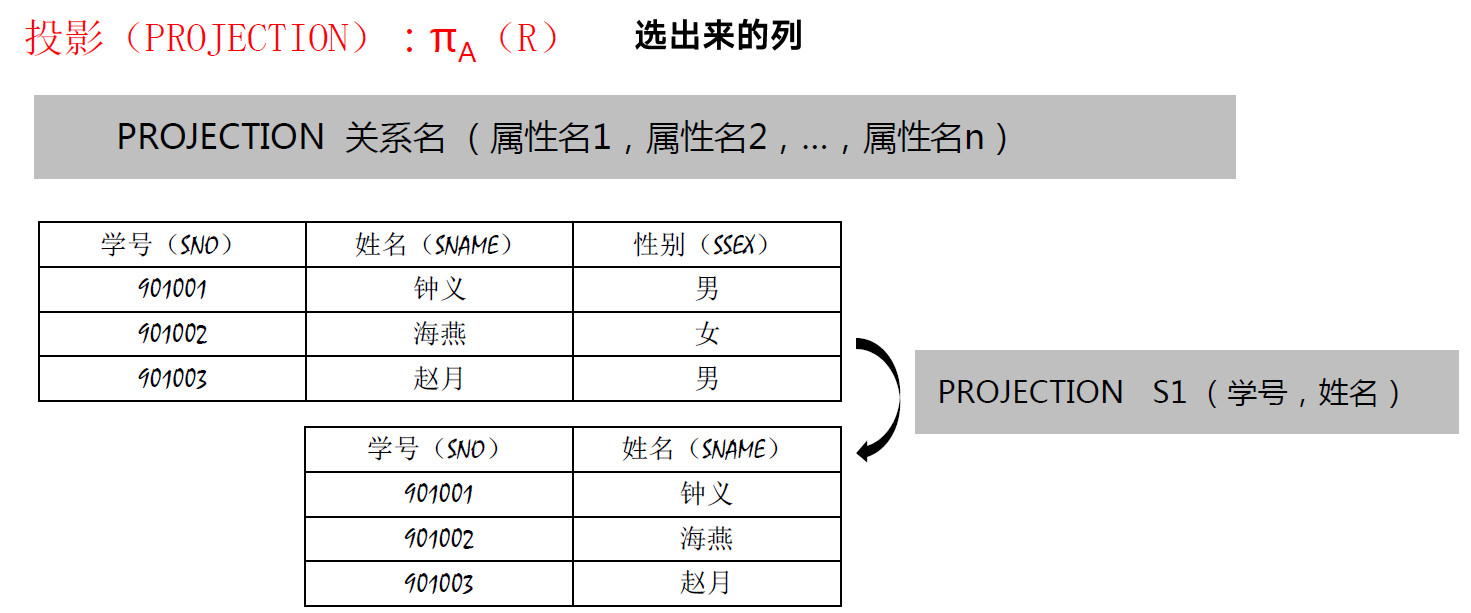 投影（PROJECTION）：πA（R） 选出来的列
PROJECTION 关系名（属性名1，属性名2，…，属性名n）
学号（SNO） 姓名（SNAME） 性别（SSEX）
901001 钟义 男
901002 海燕 女
901003 赵月 男
PROJECTION S1（学号，姓名）
学号（SNO） 姓名（SNAME）
901001 钟义
901002 海燕
901003 赵月